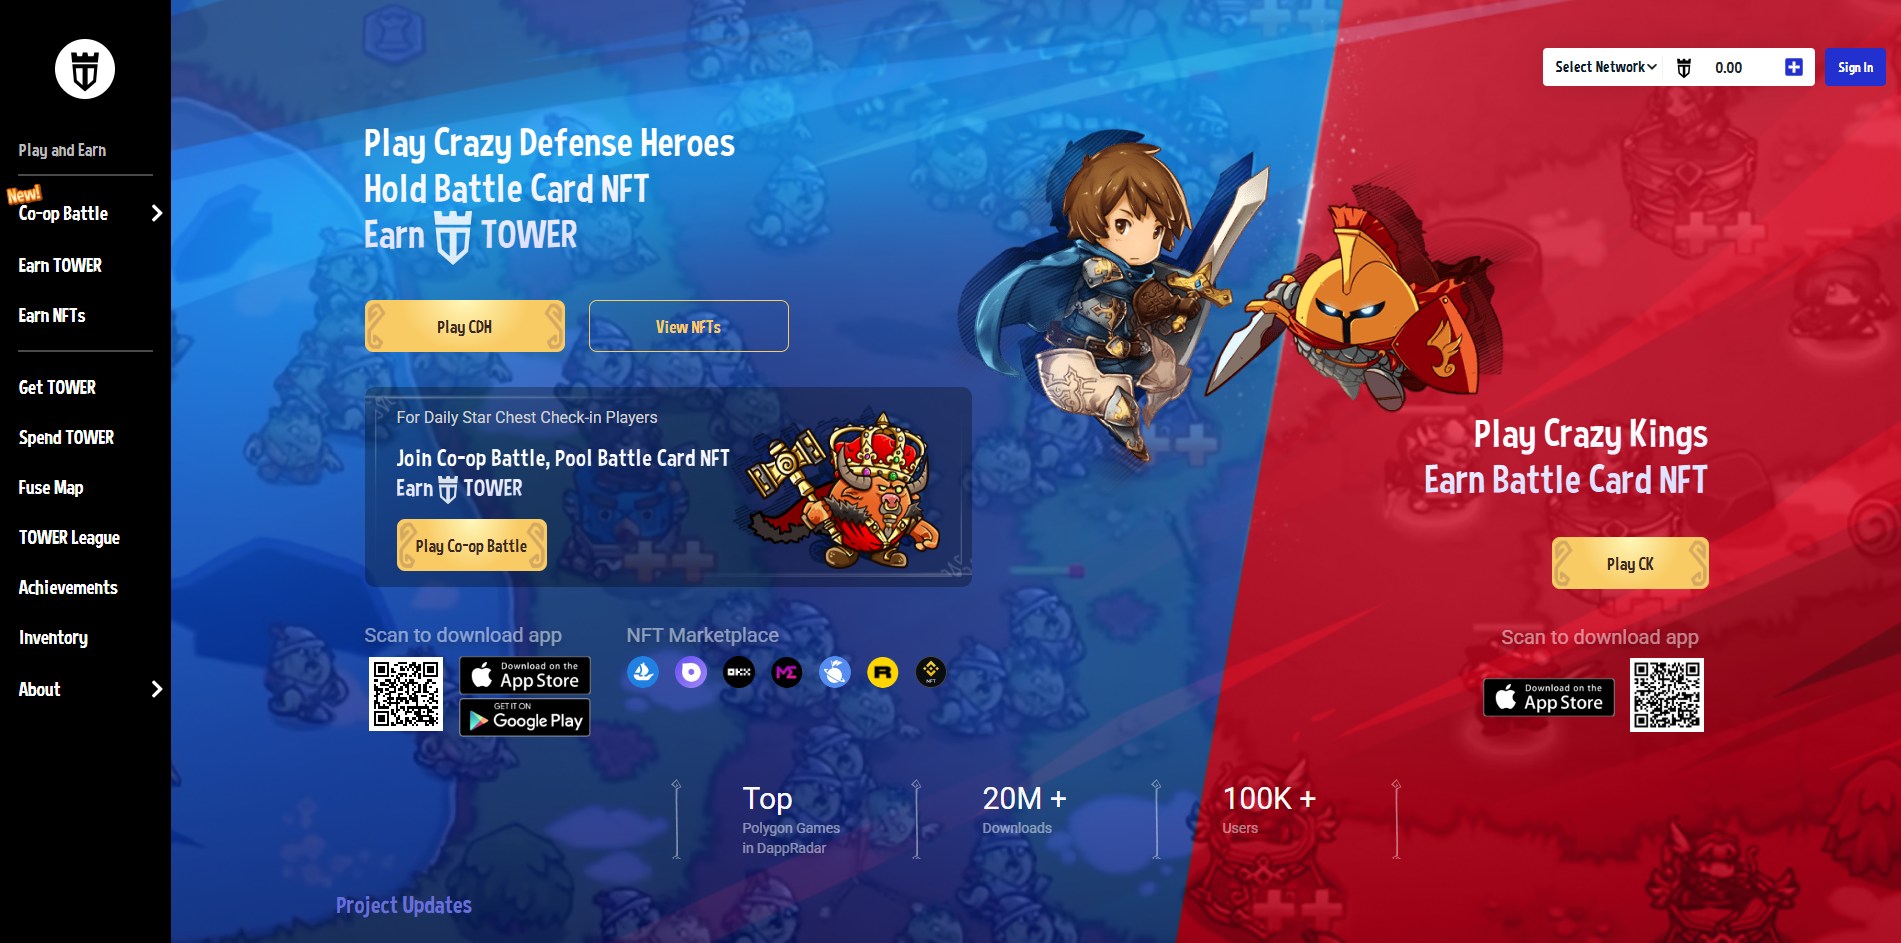 Play and Earn
New!
Co-op Battle
Earn TOWER
Earn NFTs
Get TOWER
Spend TOWER
Fuse Map
TOWER League
Achievements
Inventory
About
Select Network
0.00
Sign In
Play Crazy Defense Heroes
Hold Battle Card NFT
Earn TOWER
Play CDH
View NFTs
For Daily Star Chest Check-in Players
Join Co-op Battle, Pool Battle Card NFT
Earn TOWER
Play Co-op Battle
Play Crazy Kings
Earn Battle Card NFT
Play CK
Scan to download app
Download on the
App Store
GET IT ON
Google Play
NFT Marketplace
OKX
ME
R
NFT
Scan to download app
Download on the
App Store
Top
Polygon Games
in DappRadar
20M +
Downloads
100K +
Users
Project Updates